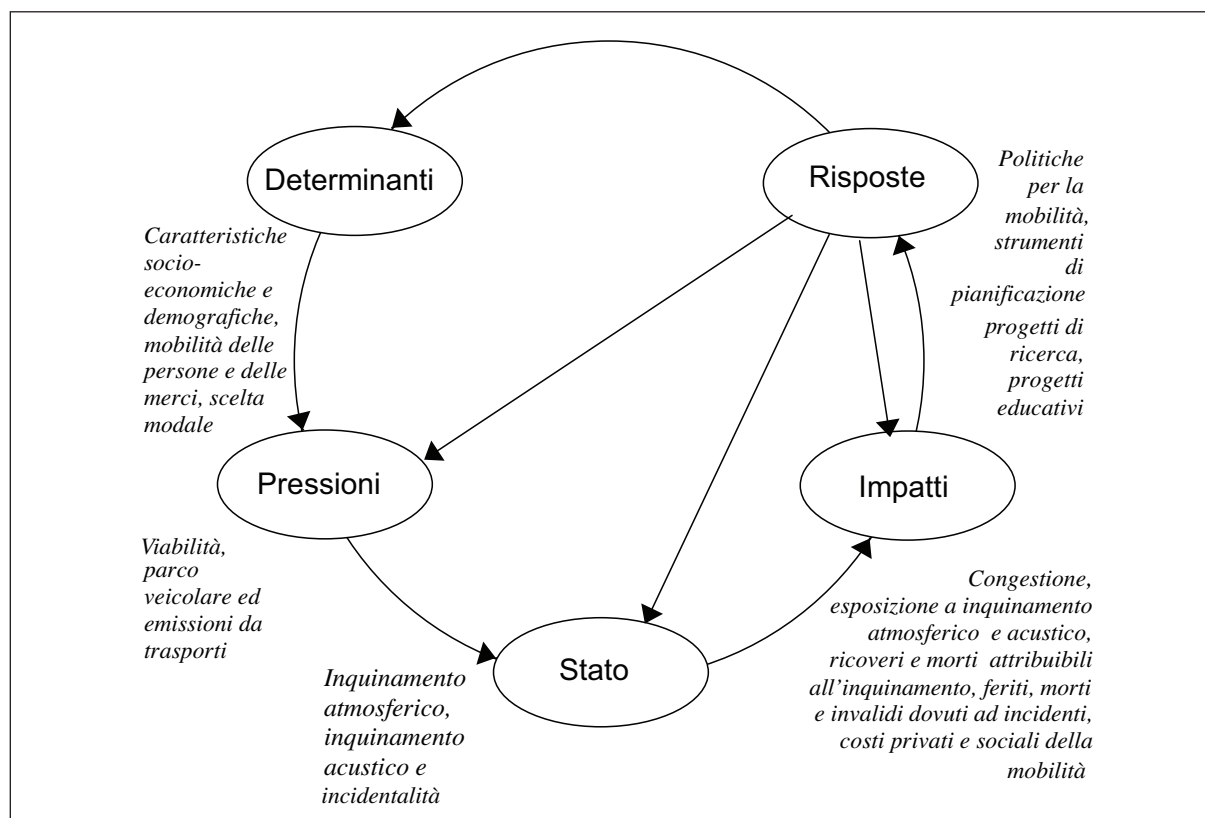 Determinanti
Caratteristiche
socio-
economiche e
demografiche,
mobilità delle
persone e delle
merci, scelta
modale
Risposte
Politiche
per la
mobilità,
strumenti
di
pianificazione
progetti di
ricerca,
progetti
educativi
Pressioni
Viabilità,
parco
veicolare ed
emissioni da
trasporti
Impatti
Congestione,
esposizione a inquinamento
atmosferico e acustico,
ricoveri e morti attribuibili
all’inquinamento, feriti, morti
e invalidi dovuti ad incidenti,
costi privati e sociali della
mobilità
Stato
Inquinamento
atmosferico,
inquinamento
acustico e
incidentalità